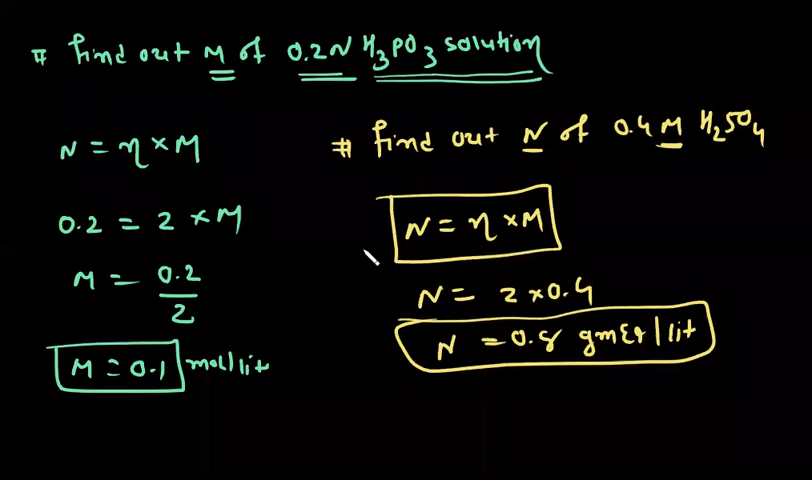 # Find out M of 0.2N H₃PO₃ solution
N = η × M
0.2 = 2 × M
M = 0.2/2
M = 0.1 mol/lit
# Find out N of 0.4 M H₂SO₄
N = η × M
N = 2 × 0.4
N = 0.8 gmEq/lit